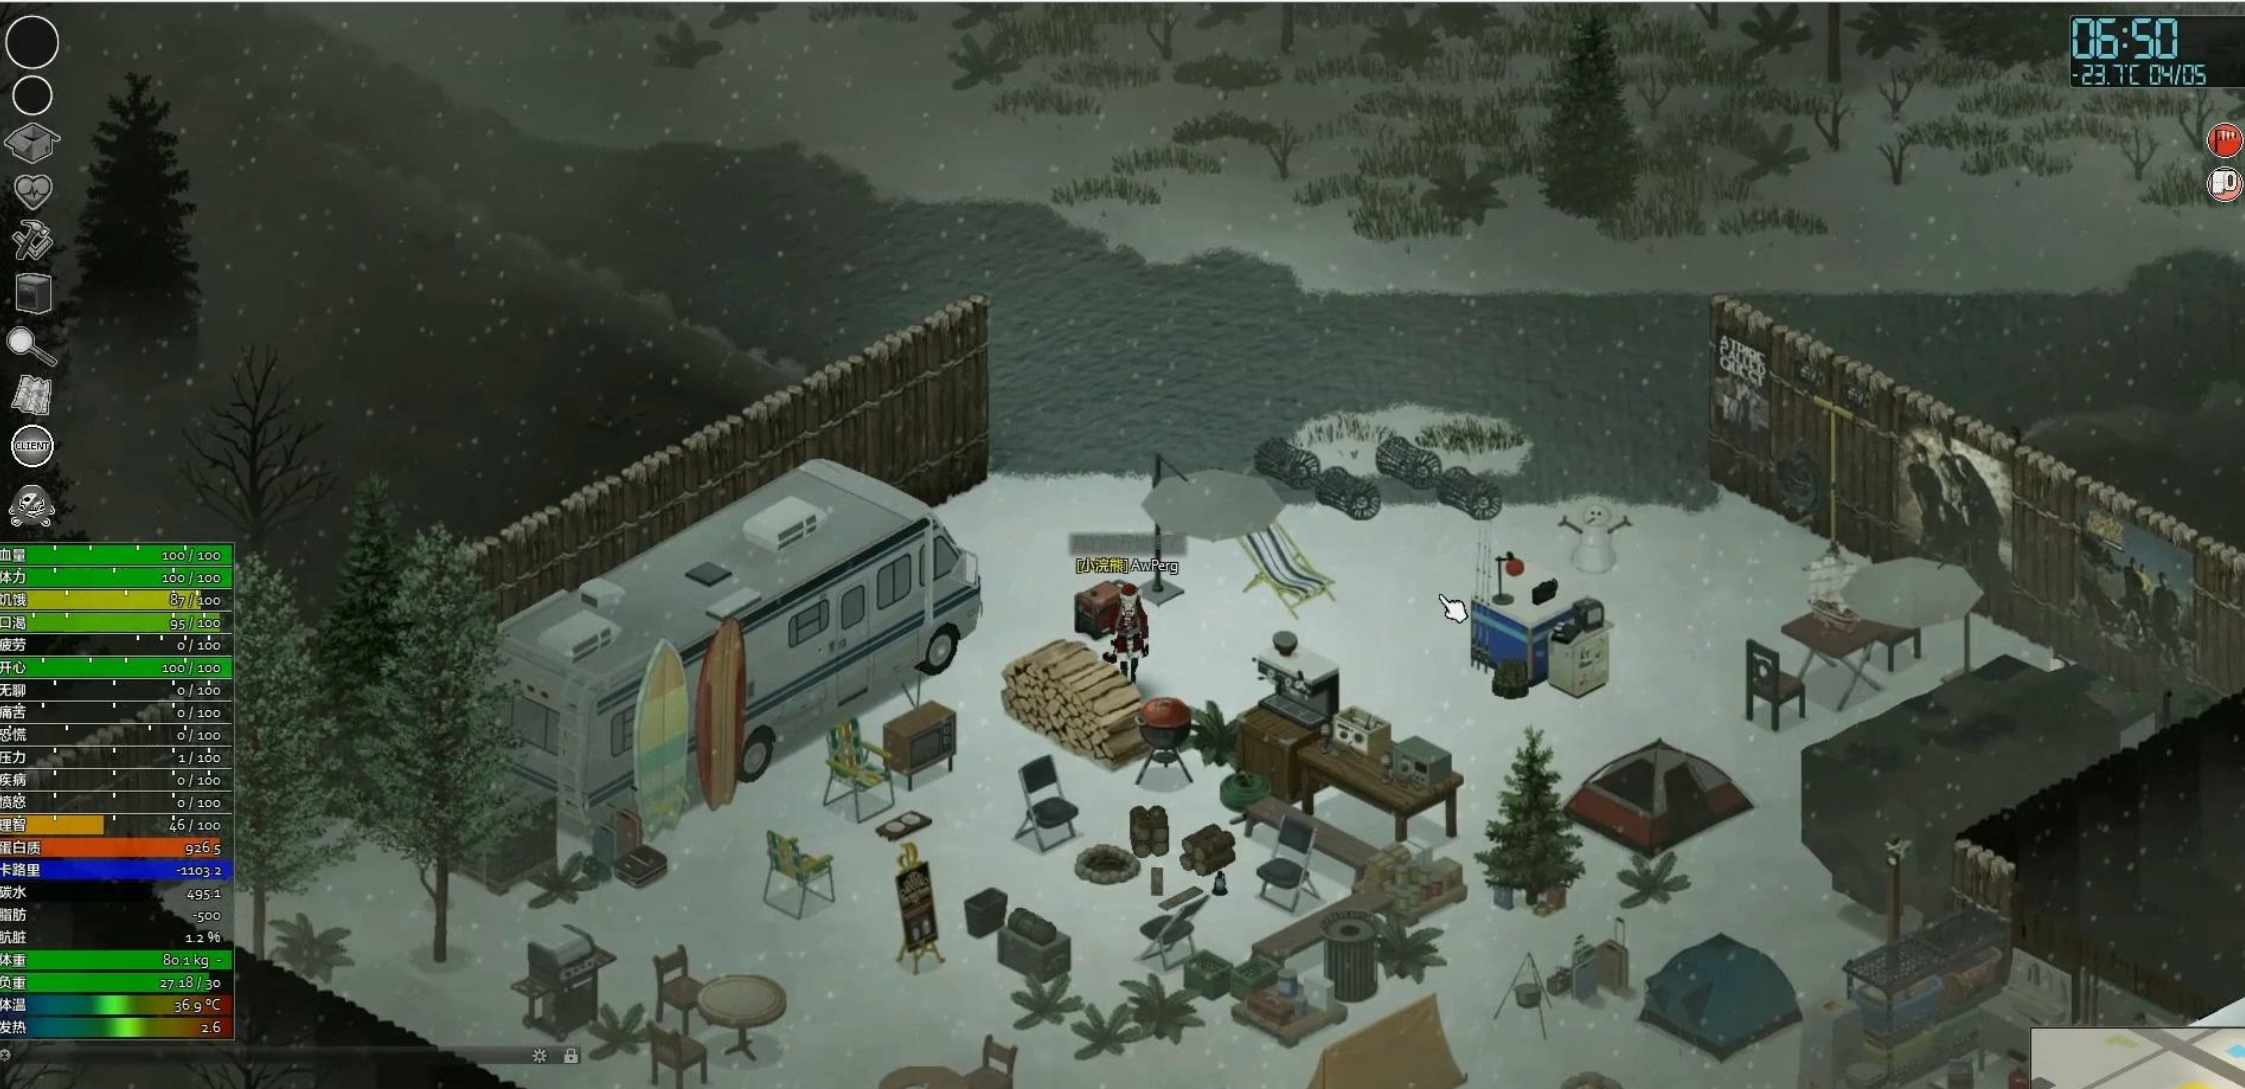 06:50
-23.7℃ 04/05
CLIENT
A TRIBE
CALLED
QUEST
[小浣熊] AwPerg
血量 100 / 100
体力 100 / 100
饥饿 87 / 100
口渴 95 / 100
疲劳 0 / 100
开心 100 / 100
无聊 0 / 100
痛苦 0 / 100
恐慌 0 / 100
压力 1 / 100
疾病 0 / 100
愤怒 0 / 100
理智 46 / 100
蛋白质 926.5
卡路里 -1103.2
碳水 495.1
脂肪 -500
肮脏 1.2 %
体重 80.1 kg -
负重 27.18 / 30
体温 36.9 ºC
发热 2.6